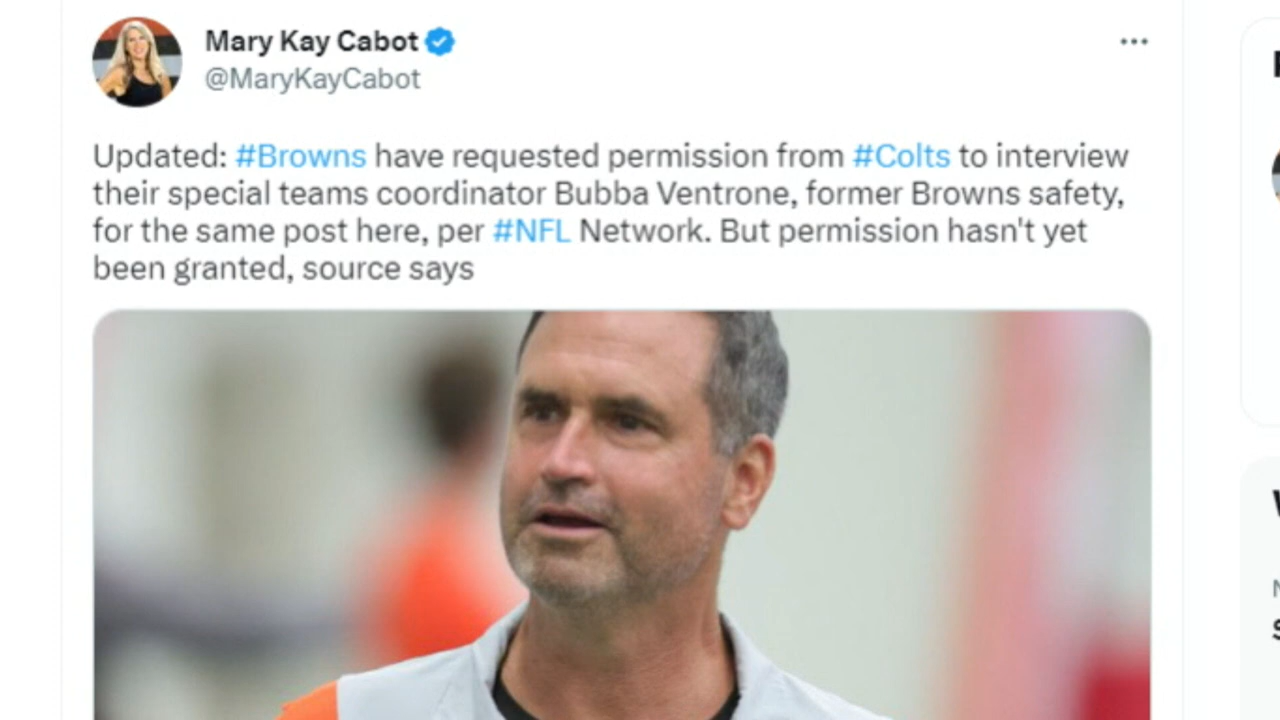 Mary Kay Cabot
@MaryKayCabot
Updated: #Browns have requested permission from #Colts to interview
their special teams coordinator Bubba Ventrone, former Browns safety,
for the same post here, per #NFL Network. But permission hasn't yet
been granted, source says